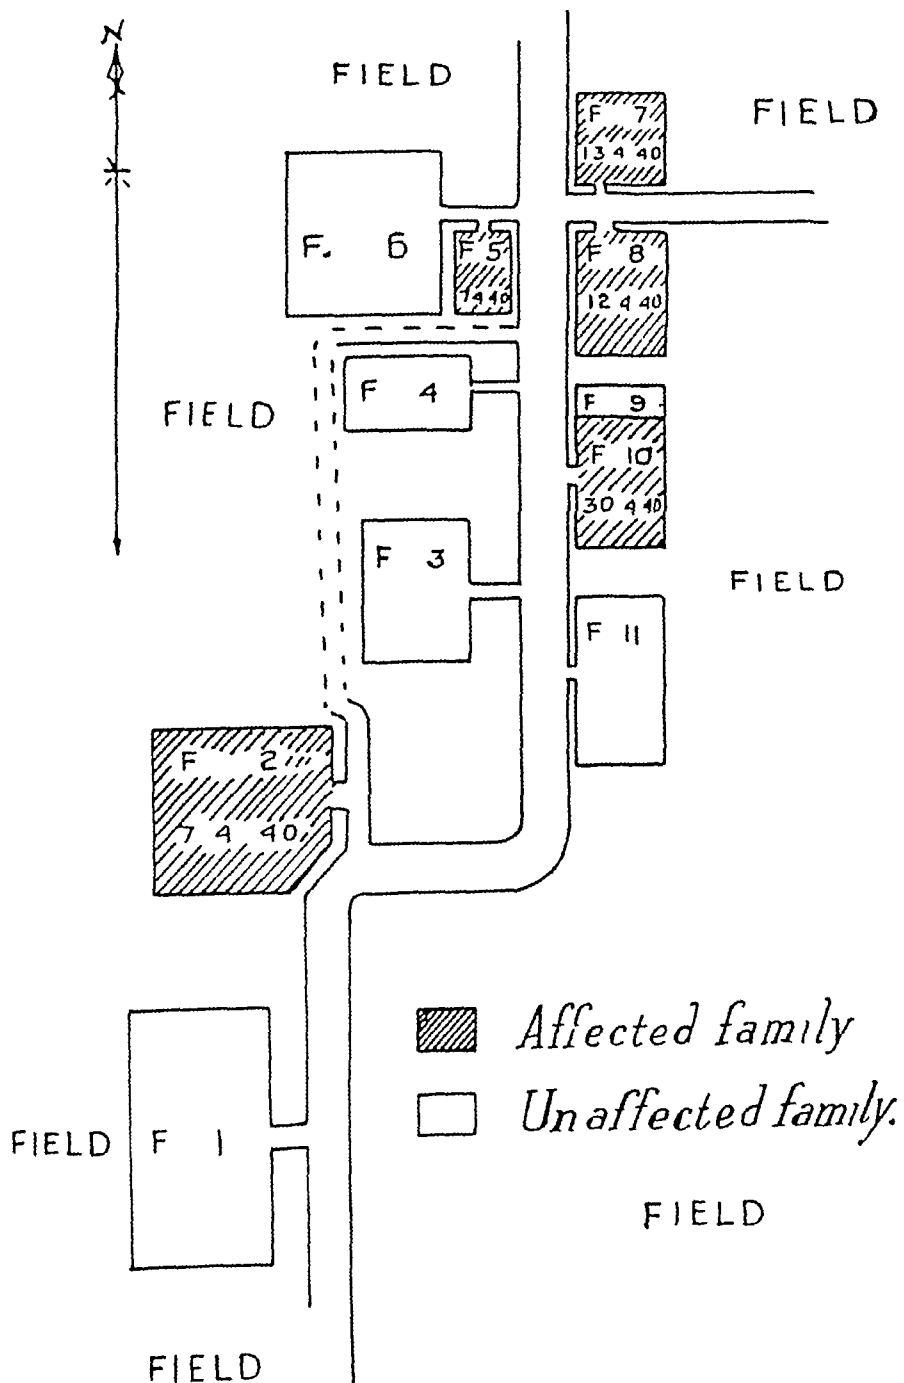 N
FIELD
FIELD
F 7
13 4 40
F. 6
F 5
7 4 40
F 8
12 4 40
F 4
F 9
FIELD
F 10
30 4 40
F 3
FIELD
F 11
F 2
7 4 40
Affected family
Unaffected family.
FIELD
F 1
FIELD
FIELD